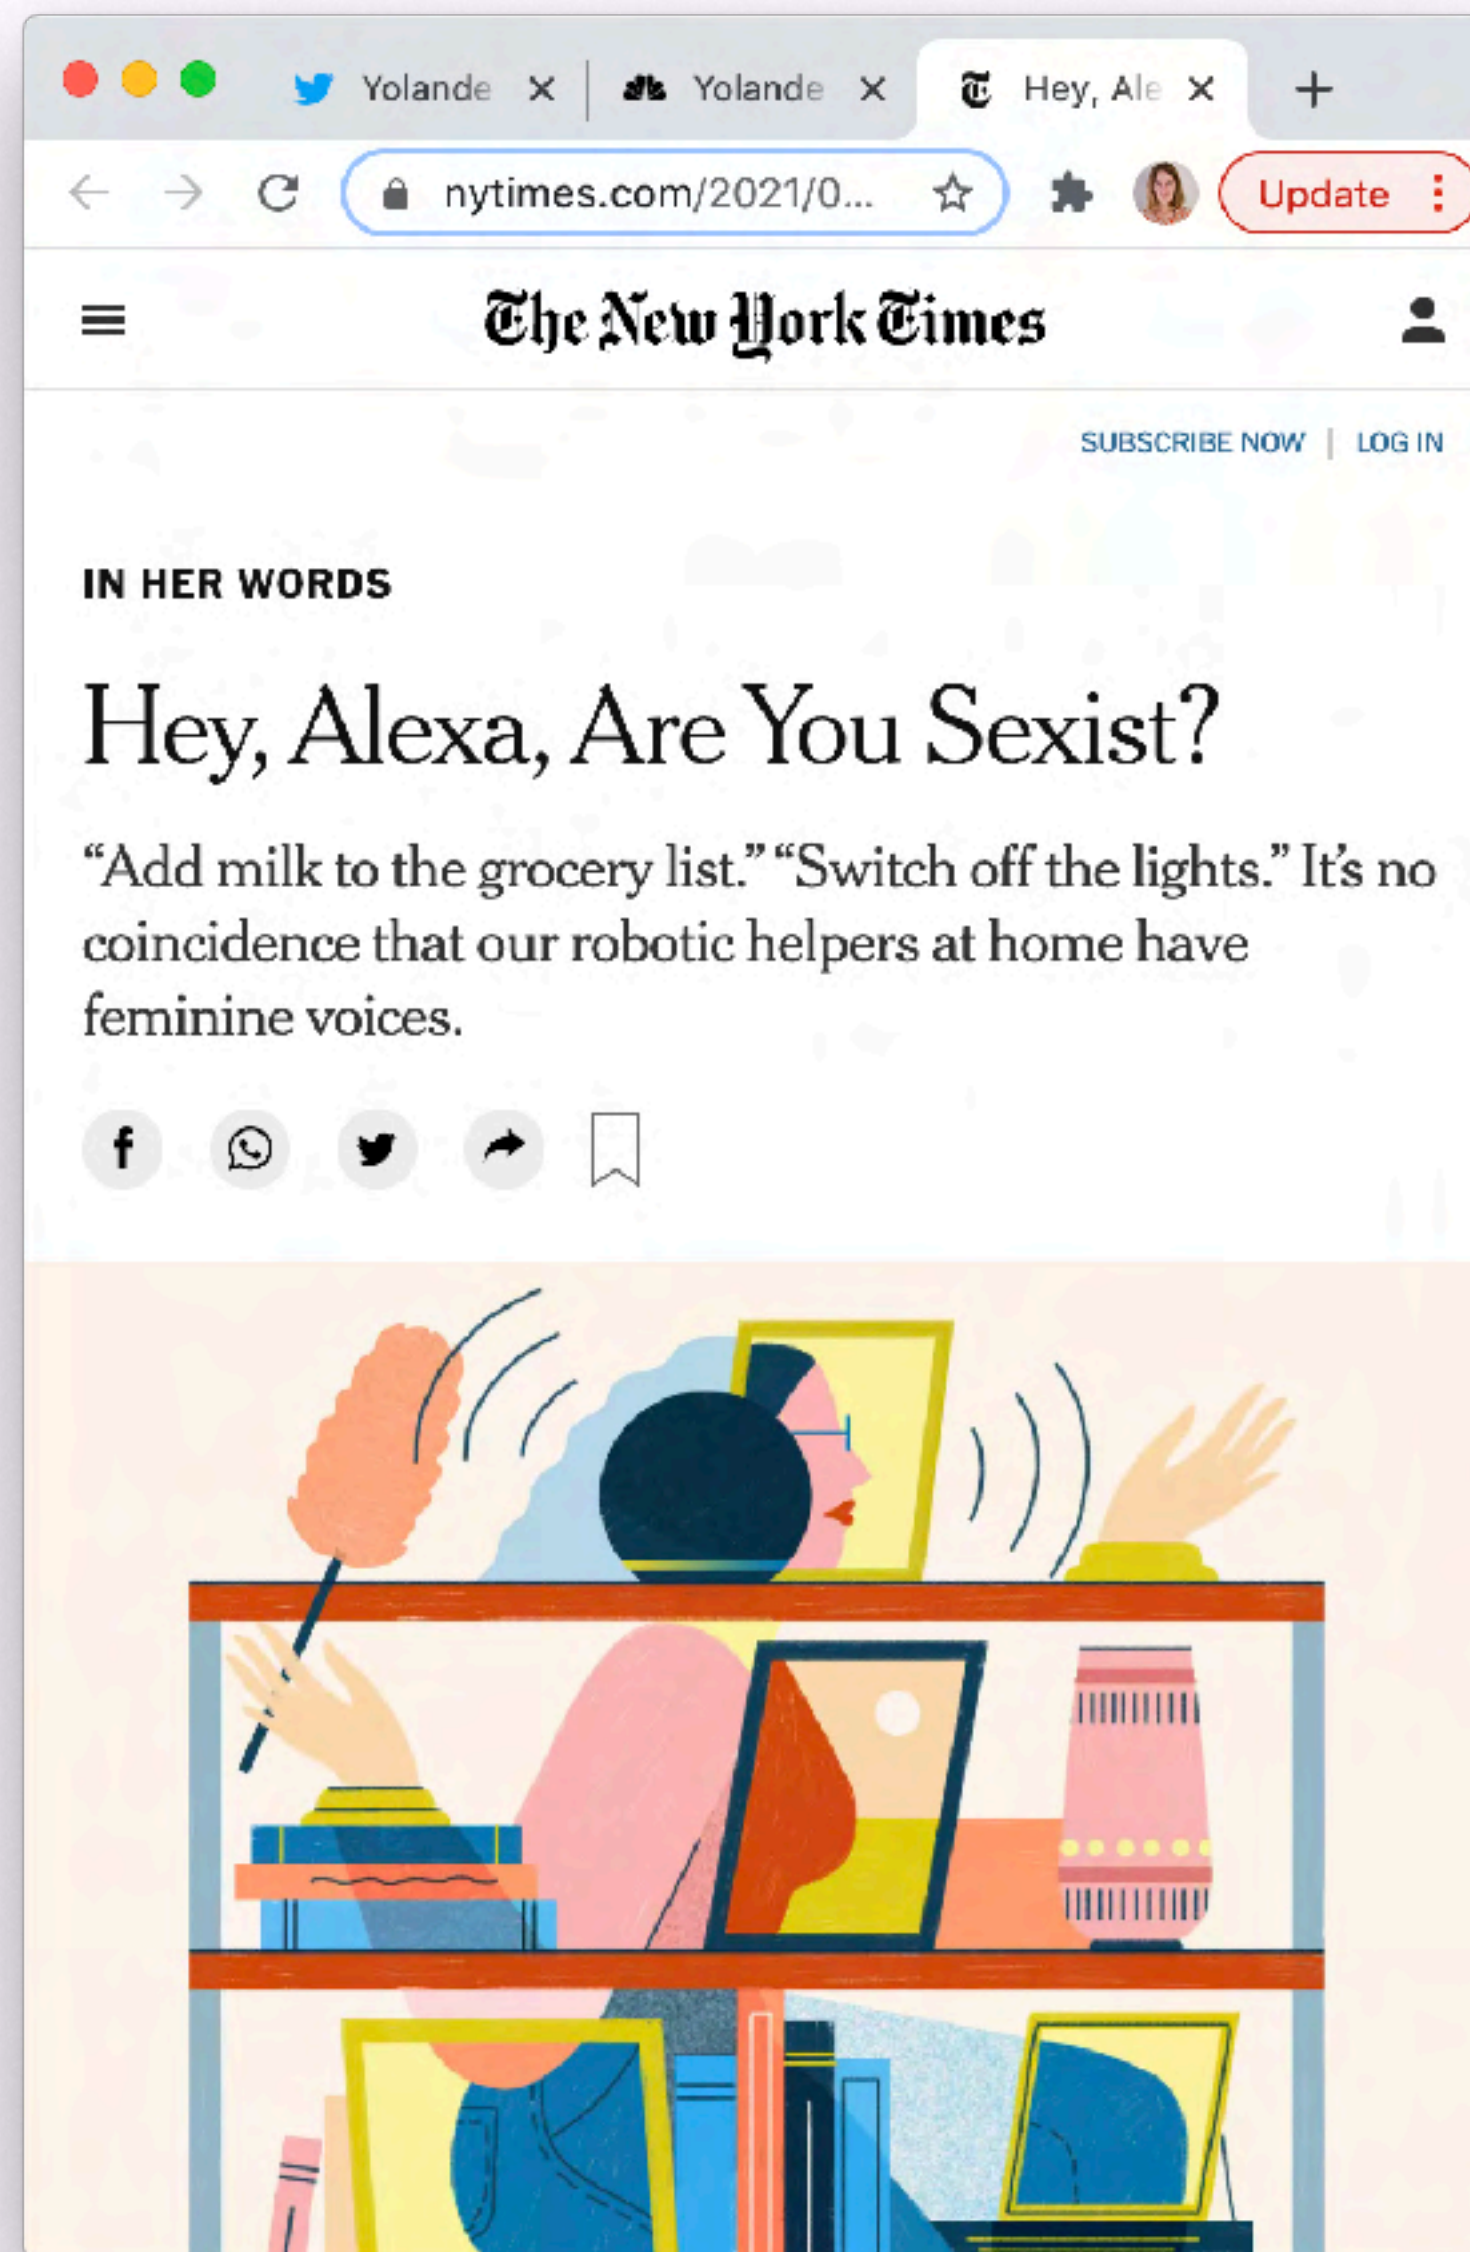 Yolande
Yolande
Hey, Ale
nytimes.com/2021/0...
Update
The New York Times
SUBSCRIBE NOW | LOG IN
IN HER WORDS
Hey, Alexa, Are You Sexist?
“Add milk to the grocery list.” “Switch off the lights.” It’s no
coincidence that our robotic helpers at home have
feminine voices.